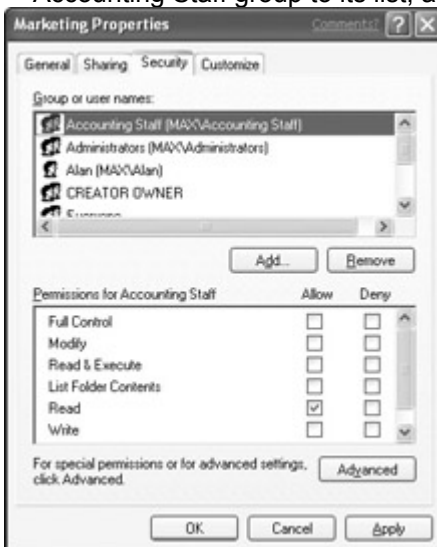 Accounting Staff group to its list, a
Marketing Properties Comments?
General Sharing Security Customize
Group or user names:
Accounting Staff (MAX\Accounting Staff)
Administrators (MAX\Administrators)
Alan (MAX\Alan)
CREATOR OWNER
Everyone
Add... Remove
Permissions for Accounting Staff Allow Deny
Full Control
Modify
Read & Execute
List Folder Contents
Read
Write
For special permissions or for advanced settings, Advanced
click Advanced.
OK Cancel Apply